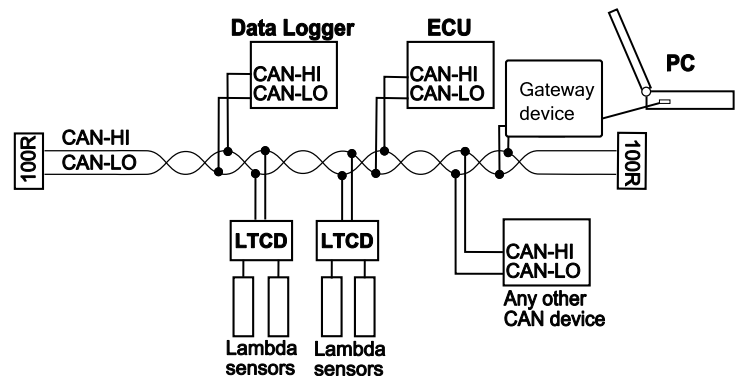 Data Logger
CAN-HI
CAN-LO
ECU
CAN-HI
CAN-LO
Gateway
device
PC
100R
CAN-HI
CAN-LO
100R
LTCD
LTCD
CAN-HI
CAN-LO
Any other
CAN device
Lambda
sensors
Lambda
sensors